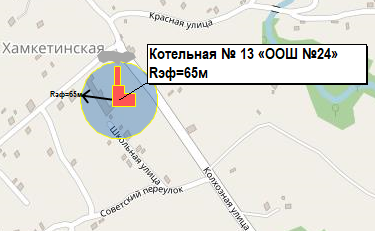 Красная улица
Хамкетинская
Котельная № 13 «ООШ №24»
Rэф=65м
Rэф=65м
Школьная улица
Советский переулок
Колхозная улица